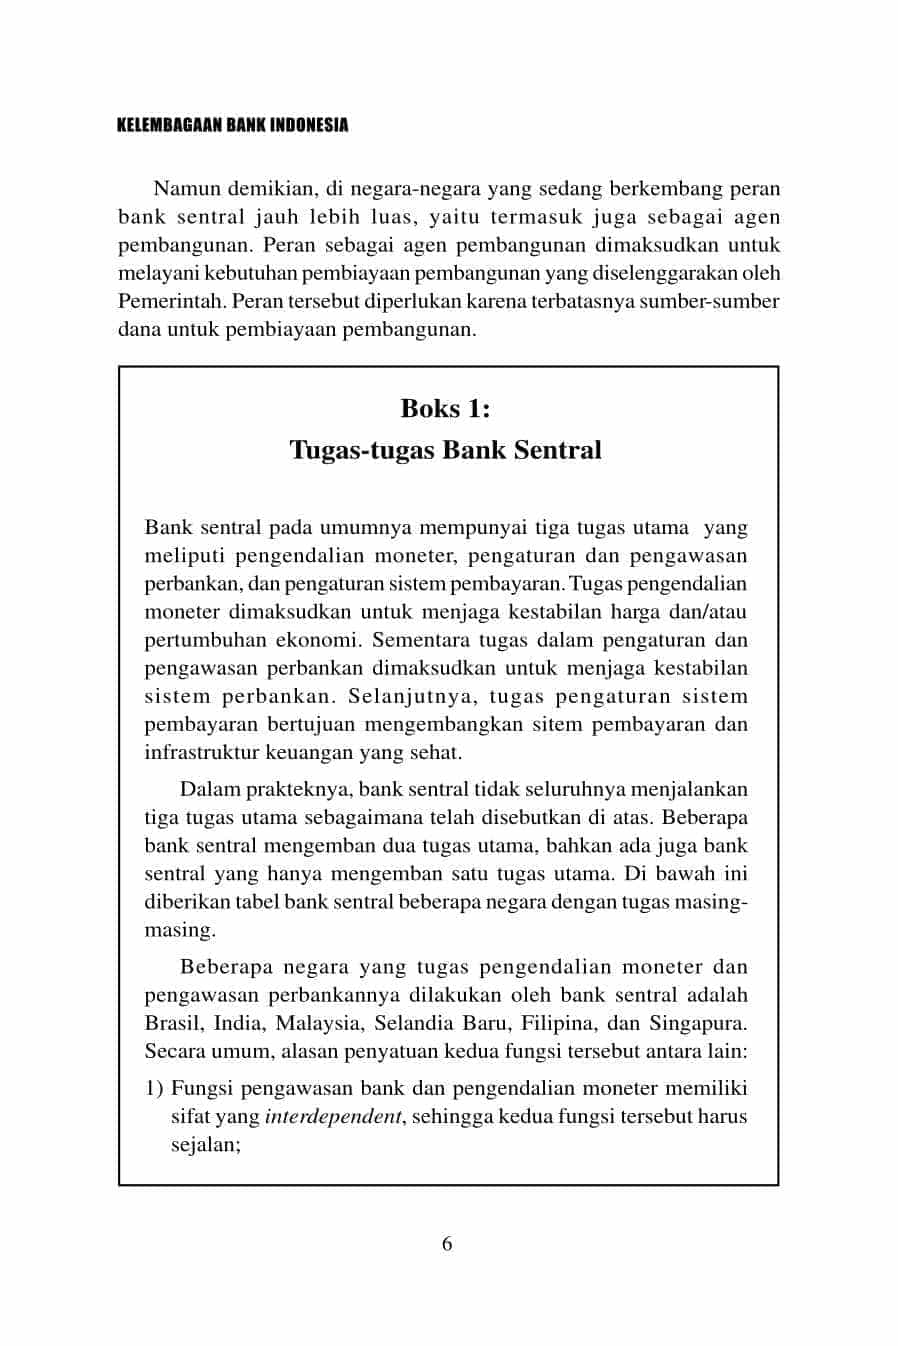 KELEMBAGAAN BANK INDONESIA
Namun demikian, di negara-negara yang sedang berkembang peran
bank sentral jauh lebih luas, yaitu termasuk juga sebagai agen
pembangunan. Peran sebagai agen pembangunan dimaksudkan untuk
melayani kebutuhan pembiayaan pembangunan yang diselenggarakan oleh
Pemerintah. Peran tersebut diperlukan karena terbatasnya sumber-sumber
dana untuk pembiayaan pembangunan.
Boks 1:
Tugas-tugas Bank Sentral
Bank sentral pada umumnya mempunyai tiga tugas utama yang
meliputi pengendalian moneter, pengaturan dan pengawasan
perbankan, dan pengaturan sistem pembayaran. Tugas pengendalian
moneter dimaksudkan untuk menjaga kestabilan harga dan/atau
pertumbuhan ekonomi. Sementara tugas dalam pengaturan dan
pengawasan perbankan dimaksudkan untuk menjaga kestabilan
sistem perbankan. Selanjutnya, tugas pengaturan sistem
pembayaran bertujuan mengembangkan sitem pembayaran dan
infrastruktur keuangan yang sehat.
Dalam prakteknya, bank sentral tidak seluruhnya menjalankan
tiga tugas utama sebagaimana telah disebutkan di atas. Beberapa
bank sentral mengemban dua tugas utama, bahkan ada juga bank
sentral yang hanya mengemban satu tugas utama. Di bawah ini
diberikan tabel bank sentral beberapa negara dengan tugas masing-
masing.
Beberapa negara yang tugas pengendalian moneter dan
pengawasan perbankannya dilakukan oleh bank sentral adalah
Brasil, India, Malaysia, Selandia Baru, Filipina, dan Singapura.
Secara umum, alasan penyatuan kedua fungsi tersebut antara lain:
1) Fungsi pengawasan bank dan pengendalian moneter memiliki
sifat yang interdependent, sehingga kedua fungsi tersebut harus
sejalan;
6